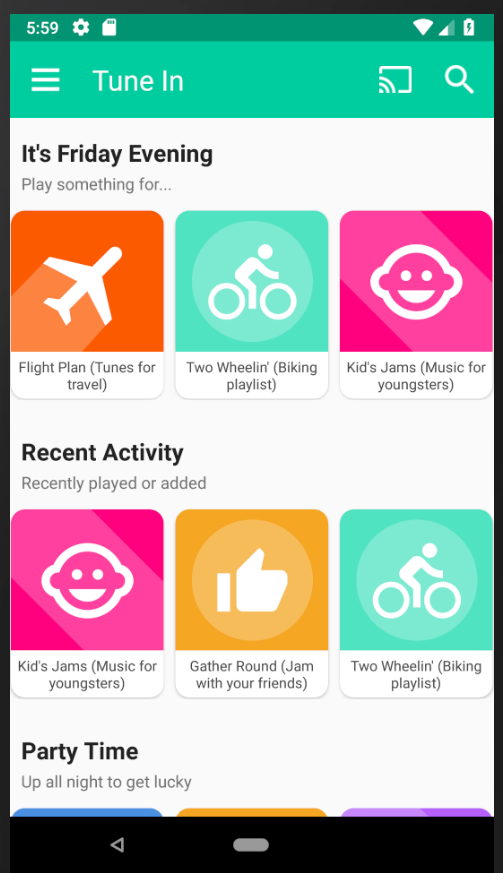 5:59
Tune In
It's Friday Evening
Play something for...
Flight Plan (Tunes for
travel)
Two Wheelin' (Biking
playlist)
Kid's Jams (Music for
youngsters)
Recent Activity
Recently played or added
Kid's Jams (Music for
youngsters)
Gather Round (Jam
with your friends)
Two Wheelin' (Biking
playlist)
Party Time
Up all night to get lucky